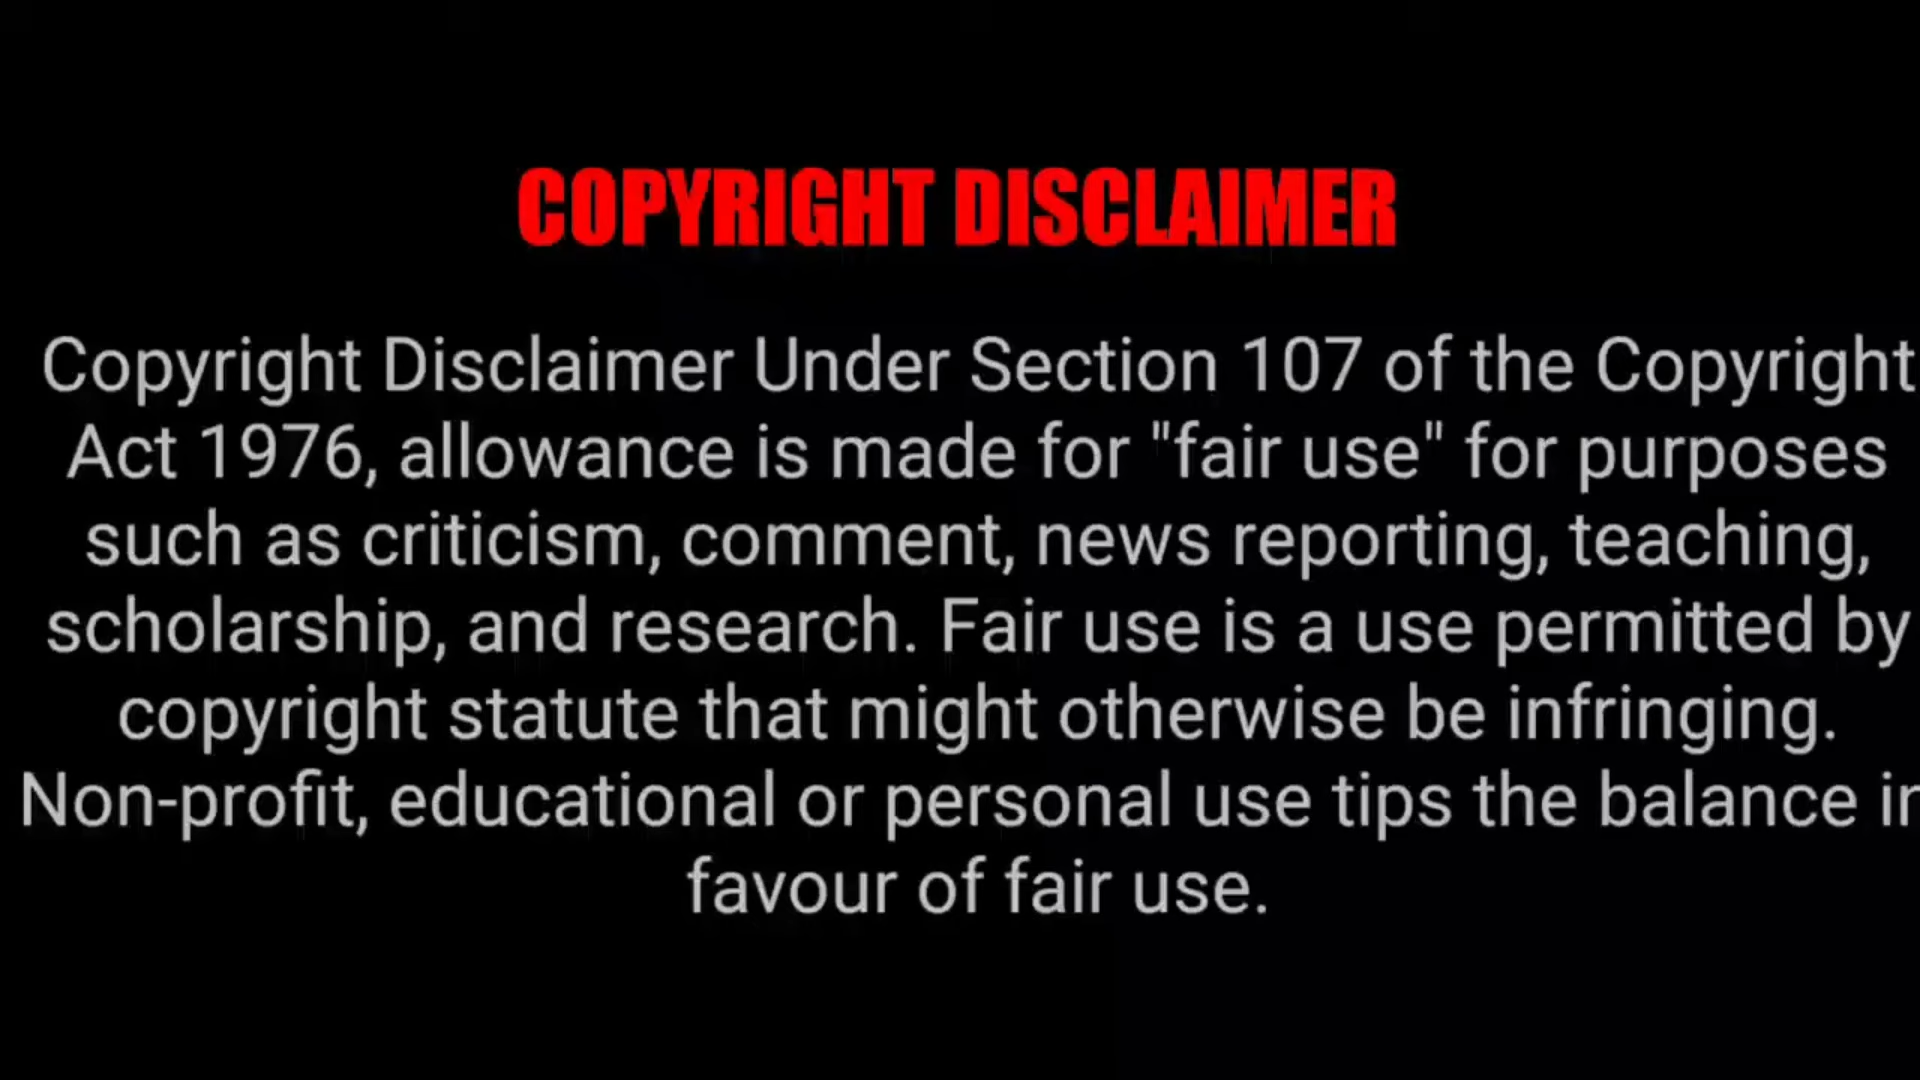 COPYRIGHT DISCLAIMER
Copyright Disclaimer Under Section 107 of the Copyright
Act 1976, allowance is made for "fair use" for purposes
such as criticism, comment, news reporting, teaching,
scholarship, and research. Fair use is a use permitted by
copyright statute that might otherwise be infringing.
Non-profit, educational or personal use tips the balance in
favour of fair use.